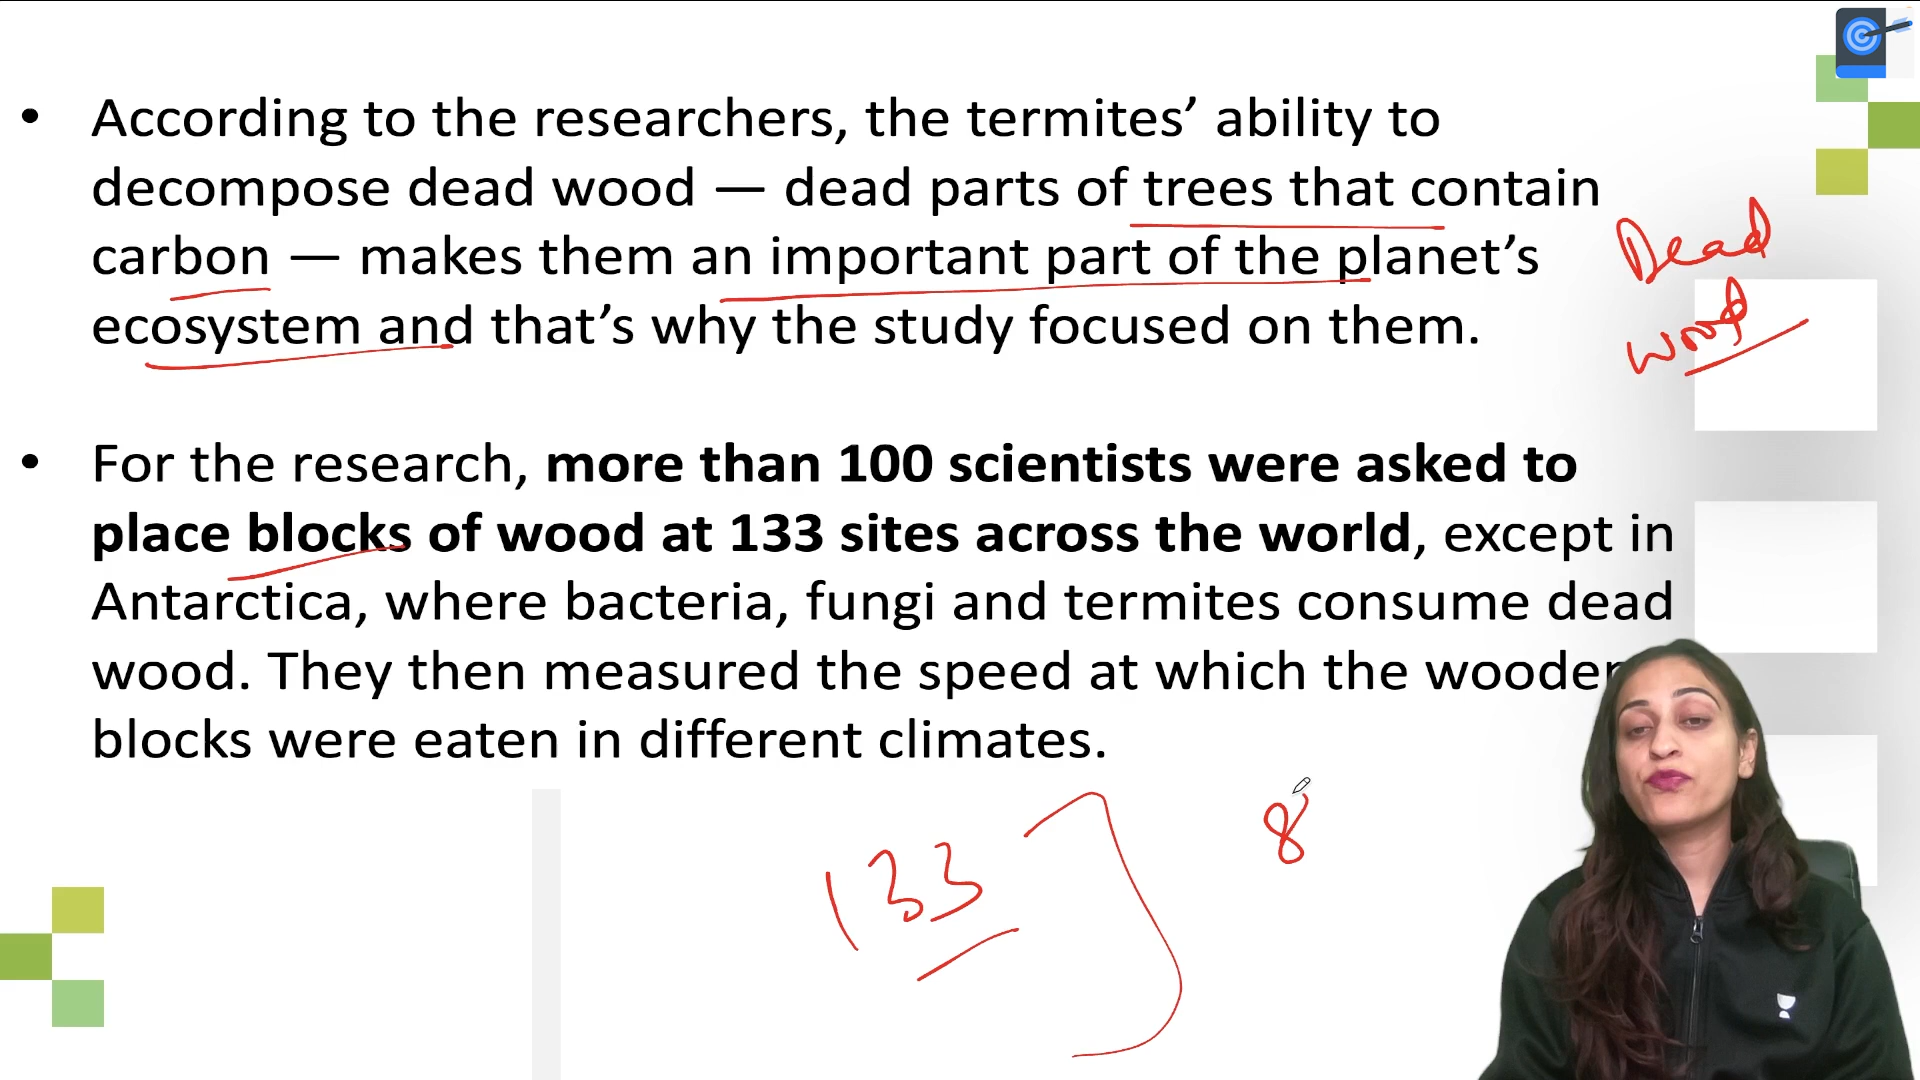 • According to the researchers, the termites’ ability to
decompose dead wood — dead parts of trees that contain
carbon — makes them an important part of the planet’s
ecosystem and that’s why the study focused on them.
Dead
wood
• For the research, more than 100 scientists were asked to
place blocks of wood at 133 sites across the world, except in
Antarctica, where bacteria, fungi and termites consume dead
wood. They then measured the speed at which the wooden
blocks were eaten in different climates.
133
8